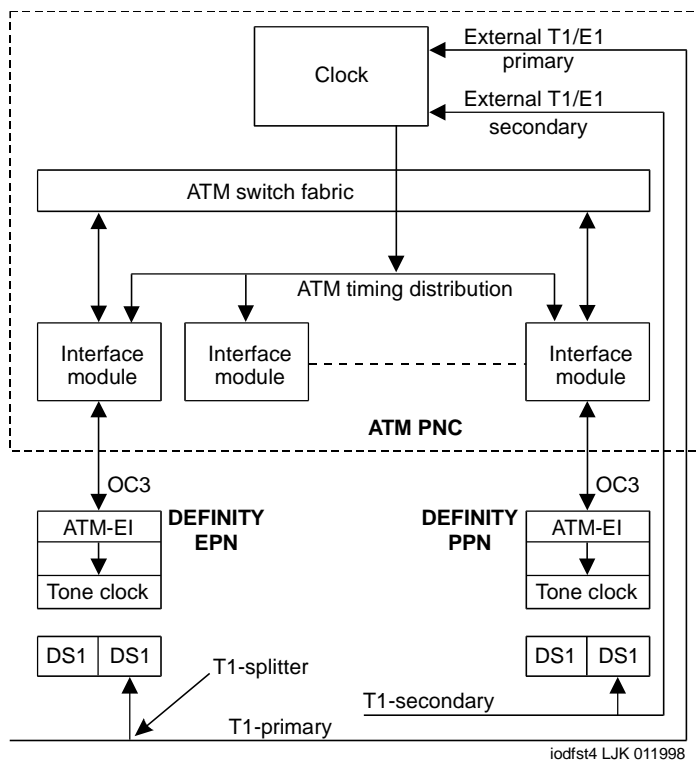 External T1/E1
primary
Clock
External T1/E1
secondary
ATM switch fabric
ATM timing distribution
Interface
module
Interface
module
Interface
module
ATM PNC
OC3
OC3
ATM-EI
DEFINITY
EPN
DEFINITY
PPN
ATM-EI
Tone clock
Tone clock
DS1
DS1
T1-splitter
DS1
DS1
T1-secondary
T1-primary
iodfst4 LJK 011998